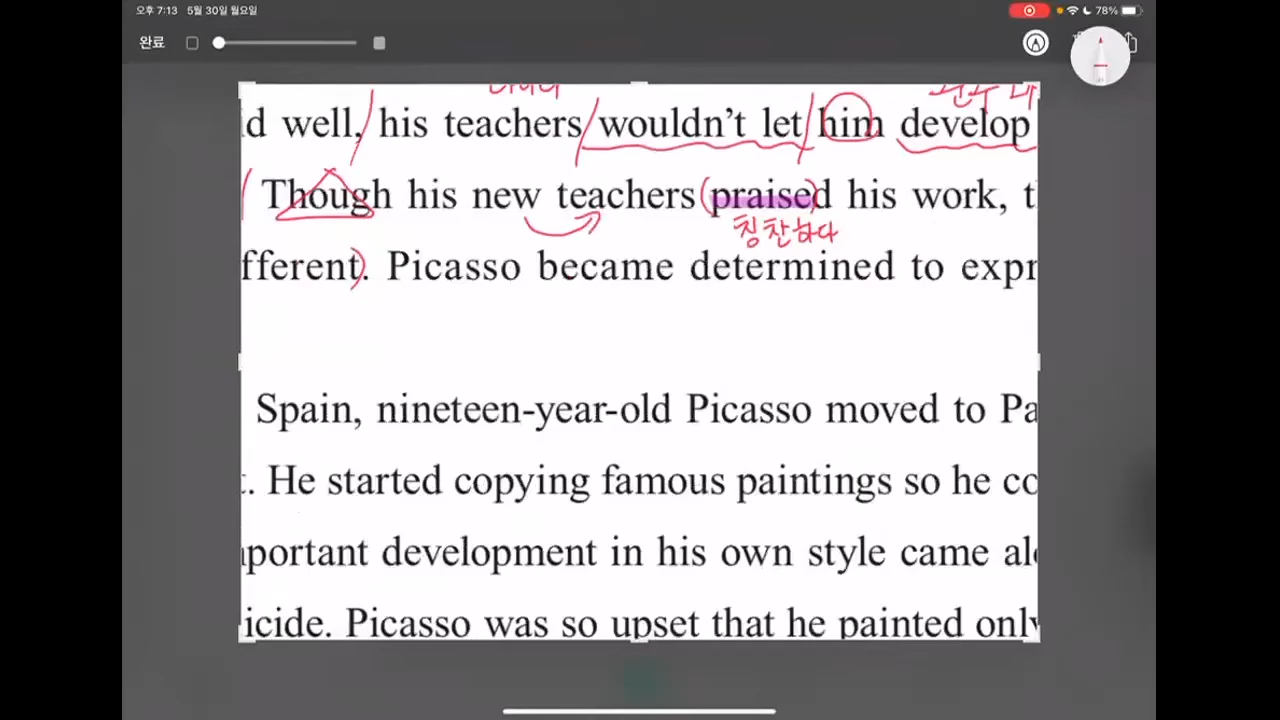 오후 7:13 5월 30일 월요일
78%
완료
well, his teachers wouldn't let him develop
Though his new teachers praised his work,
칭찬하다
fferent. Picasso became determined to expr
Spain, nineteen-year-old Picasso moved to Pa
t. He started copying famous paintings so he co
mportant development in his own style came alo
icide. Picasso was so upset that he painted only